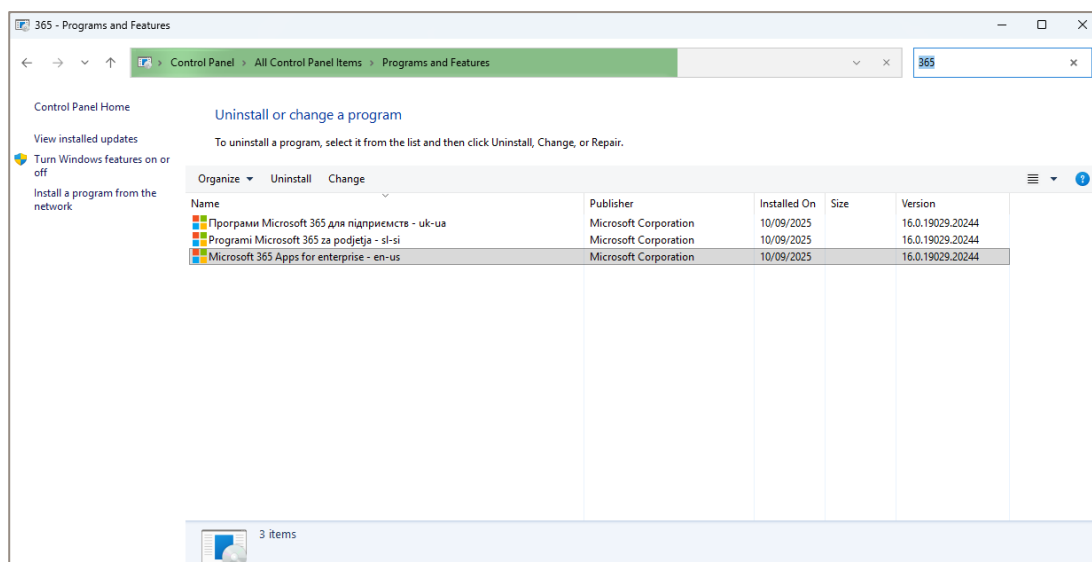 365 - Programs and Features
Control Panel > All Control Panel Items > Programs and Features
365
Control Panel Home
View installed updates
Turn Windows features on or
off
Install a program from the
network
Uninstall or change a program
To uninstall a program, select it from the list and then click Uninstall, Change, or Repair.
Organize Uninstall Change
Name Publisher Installed On Size Version
Програми Microsoft 365 для підприємств - uk-ua Microsoft Corporation 10/09/2025 16.0.19029.20244
Programi Microsoft 365 za podjetja - sl-si Microsoft Corporation 10/09/2025 16.0.19029.20244
Microsoft 365 Apps for enterprise - en-us Microsoft Corporation 10/09/2025 16.0.19029.20244
3 items